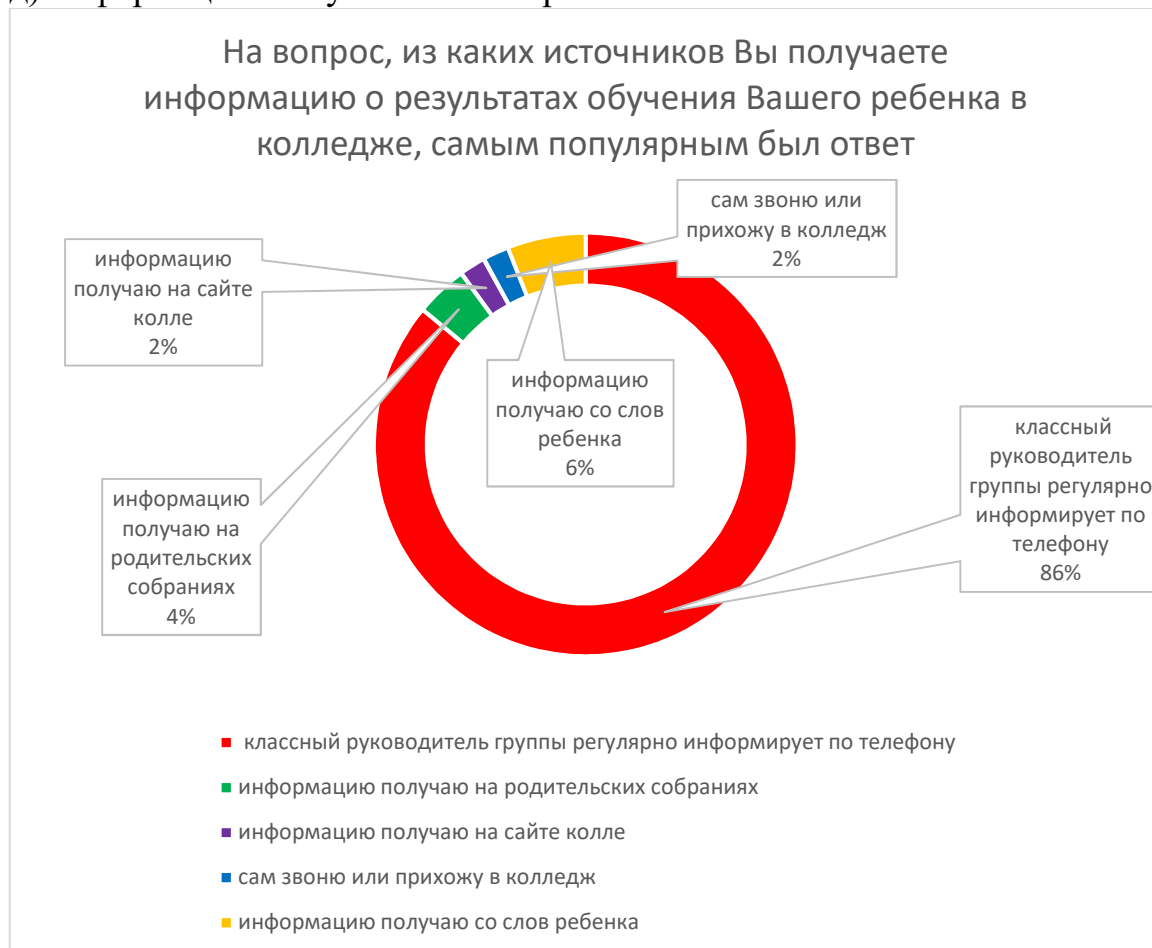 На вопрос, из каких источников Вы получаете
информацию о результатах обучения Вашего ребенка в
колледже, самым популярным был ответ
сам звоню или
прихожу в колледж
2%
информацию
получаю на сайте
колле
2%
информацию
получаю со слов
ребенка
6%
классный
руководитель
группы регулярно
информирует по
телефону
86%
информацию
получаю на
родительских
собраниях
4%
классный руководитель группы регулярно информирует по телефону
информацию получаю на родительских собраниях
информацию получаю на сайте колле
сам звоню или прихожу в колледж
информацию получаю со слов ребенка